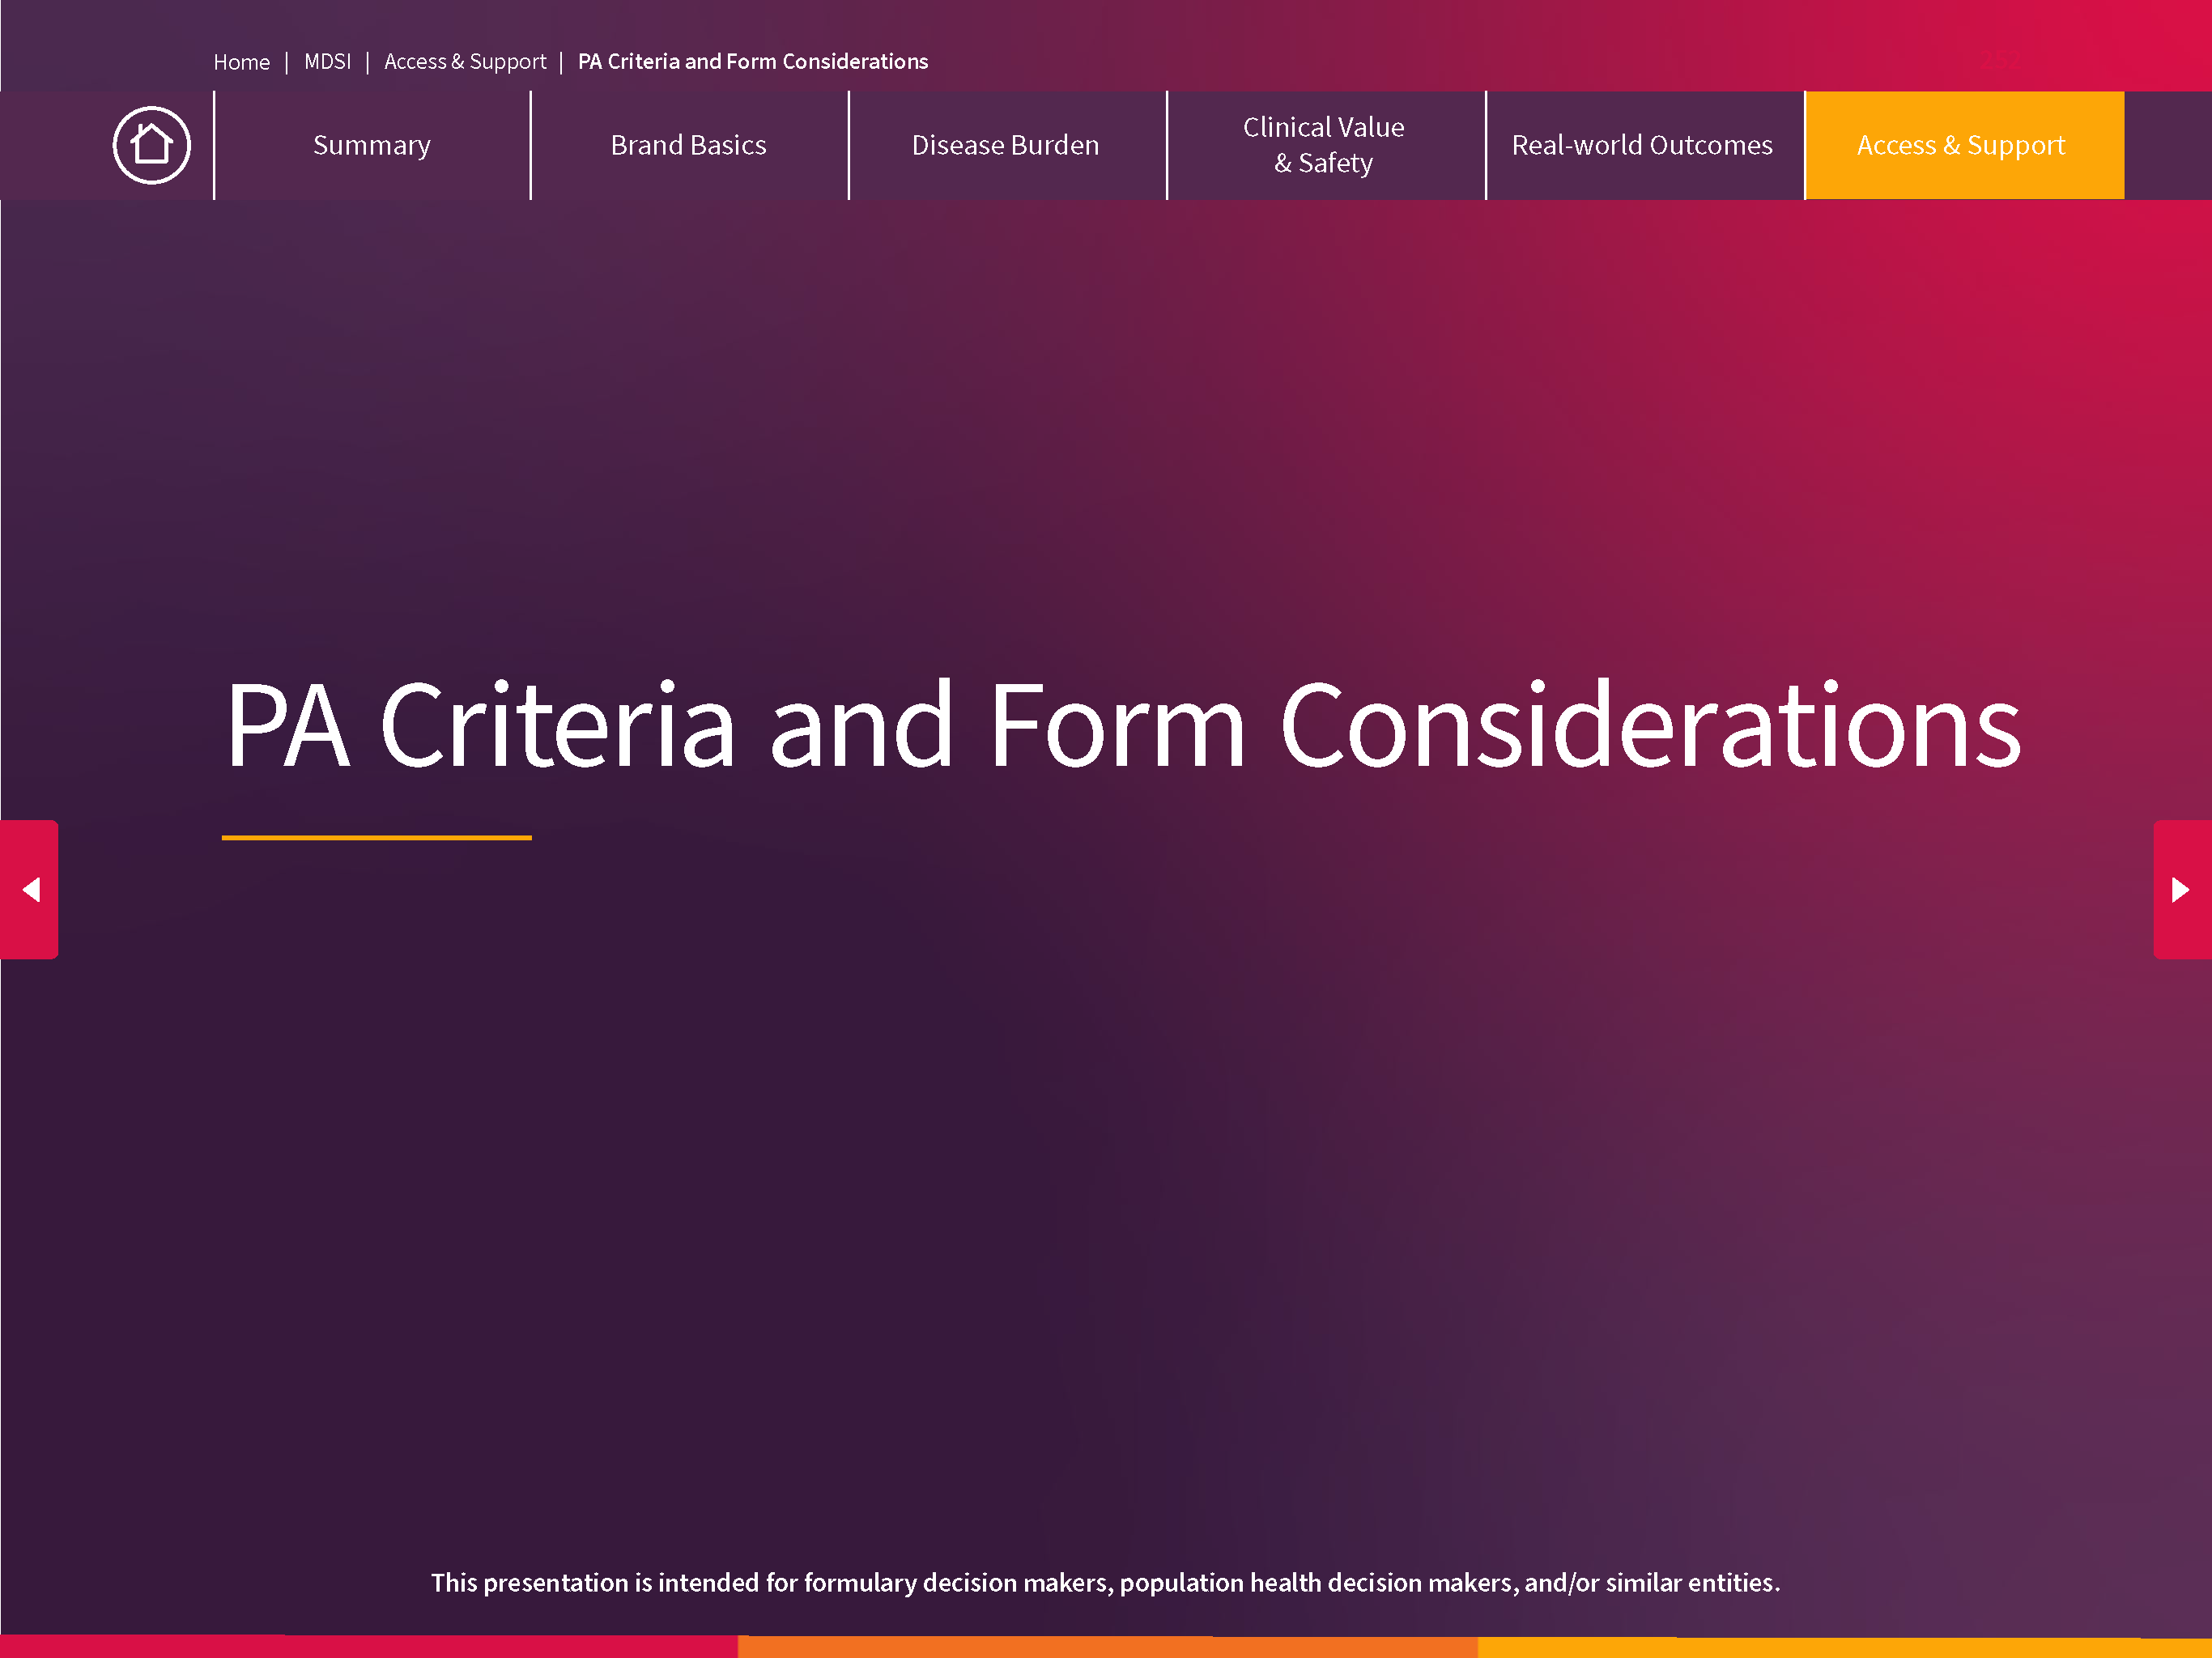 Home | MDSI | Access & Support | PA Criteria and Form Considerations
252
Summary
Brand Basics
Disease Burden
Clinical Value
& Safety
Real-world Outcomes
Access & Support
PA Criteria and Form Considerations
This presentation is intended for formulary decision makers, population health decision makers, and/or similar entities.